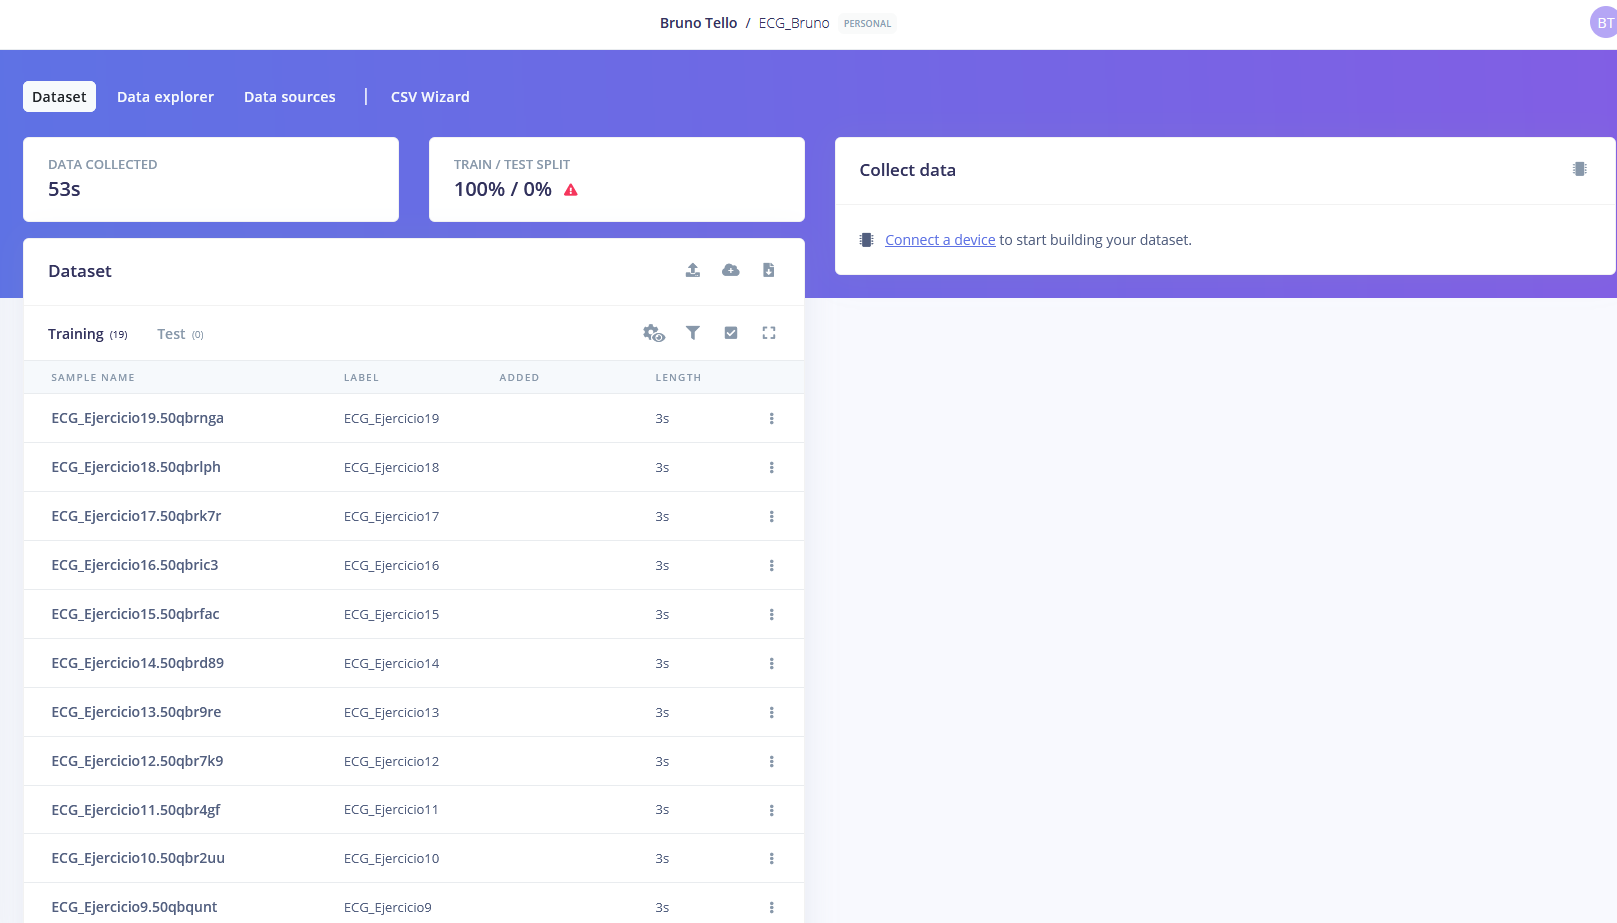 Bruno Tello / ECG_Bruno PERSONAL
BT
Dataset Data explorer Data sources | CSV Wizard
DATA COLLECTED
53s
TRAIN / TEST SPLIT
100% / 0%
Collect data
Connect a device to start building your dataset.
Dataset
Training (19) Test (0)
SAMPLE NAME LABEL ADDED LENGTH
ECG_Ejercicio19.50qbrnga ECG_Ejercicio19 3s
ECG_Ejercicio18.50qbrlph ECG_Ejercicio18 3s
ECG_Ejercicio17.50qbrk7r ECG_Ejercicio17 3s
ECG_Ejercicio16.50qbric3 ECG_Ejercicio16 3s
ECG_Ejercicio15.50qbrfac ECG_Ejercicio15 3s
ECG_Ejercicio14.50qbrd89 ECG_Ejercicio14 3s
ECG_Ejercicio13.50qbr9re ECG_Ejercicio13 3s
ECG_Ejercicio12.50qbr7k9 ECG_Ejercicio12 3s
ECG_Ejercicio11.50qbr4gf ECG_Ejercicio11 3s
ECG_Ejercicio10.50qbr2uu ECG_Ejercicio10 3s
ECG_Ejercicio9.50qbqunt ECG_Ejercicio9 3s